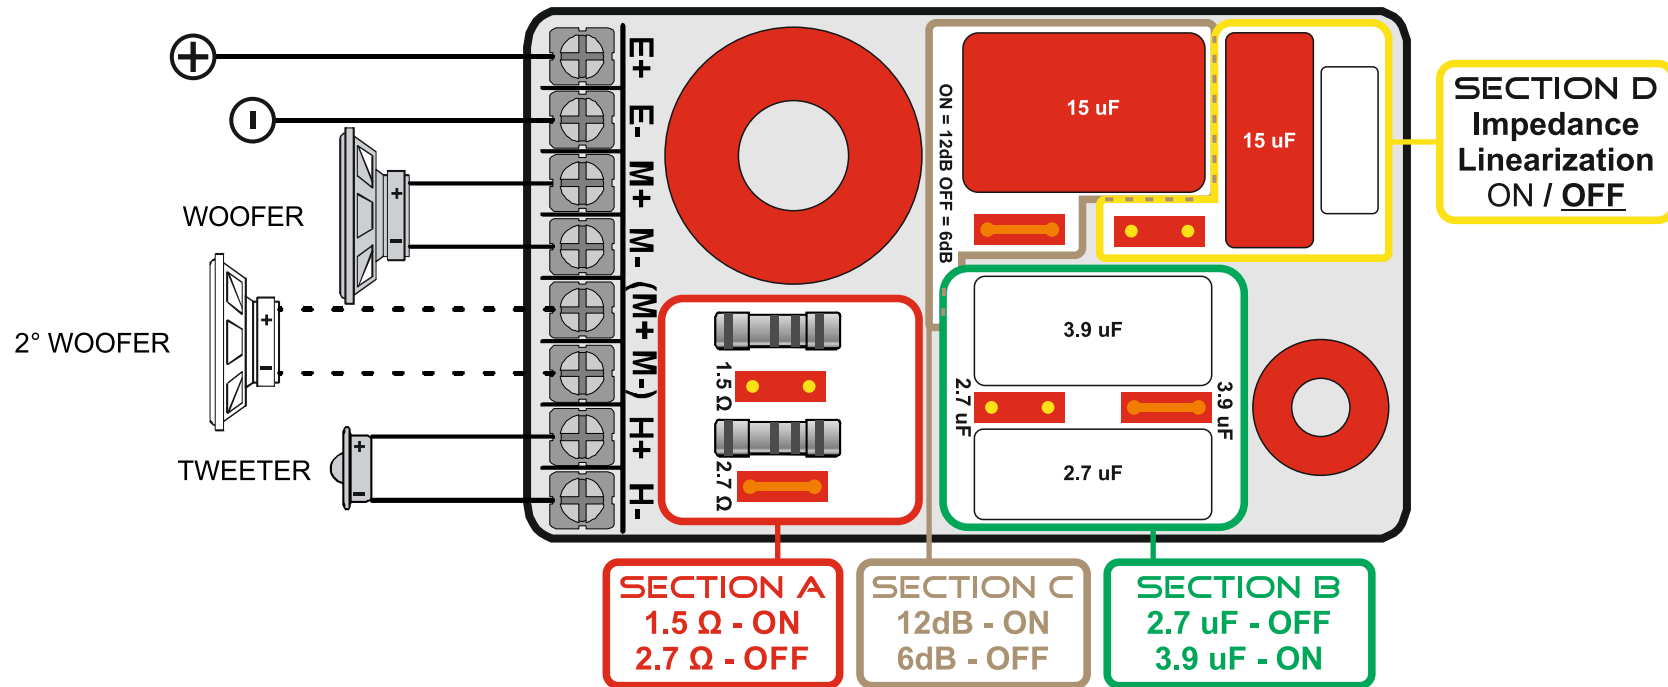 E+
E-
M+
M-
(M+
M-)
H+
H-
WOOFER
2° WOOFER
TWEETER
+
-
+
-
+
-
+
-
15 uF
ON = 12dB OFF = 6dB
15 uF
SECTION D
Impedance
Linearization
ON / OFF
1.5 Ω
2.7 Ω
3.9 uF
2.7 uF
3.9 uF
2.7 uF
SECTION A
1.5 Ω - ON
2.7 Ω - OFF
SECTION C
12dB - ON
6dB - OFF
SECTION B
2.7 uF - OFF
3.9 uF - ON